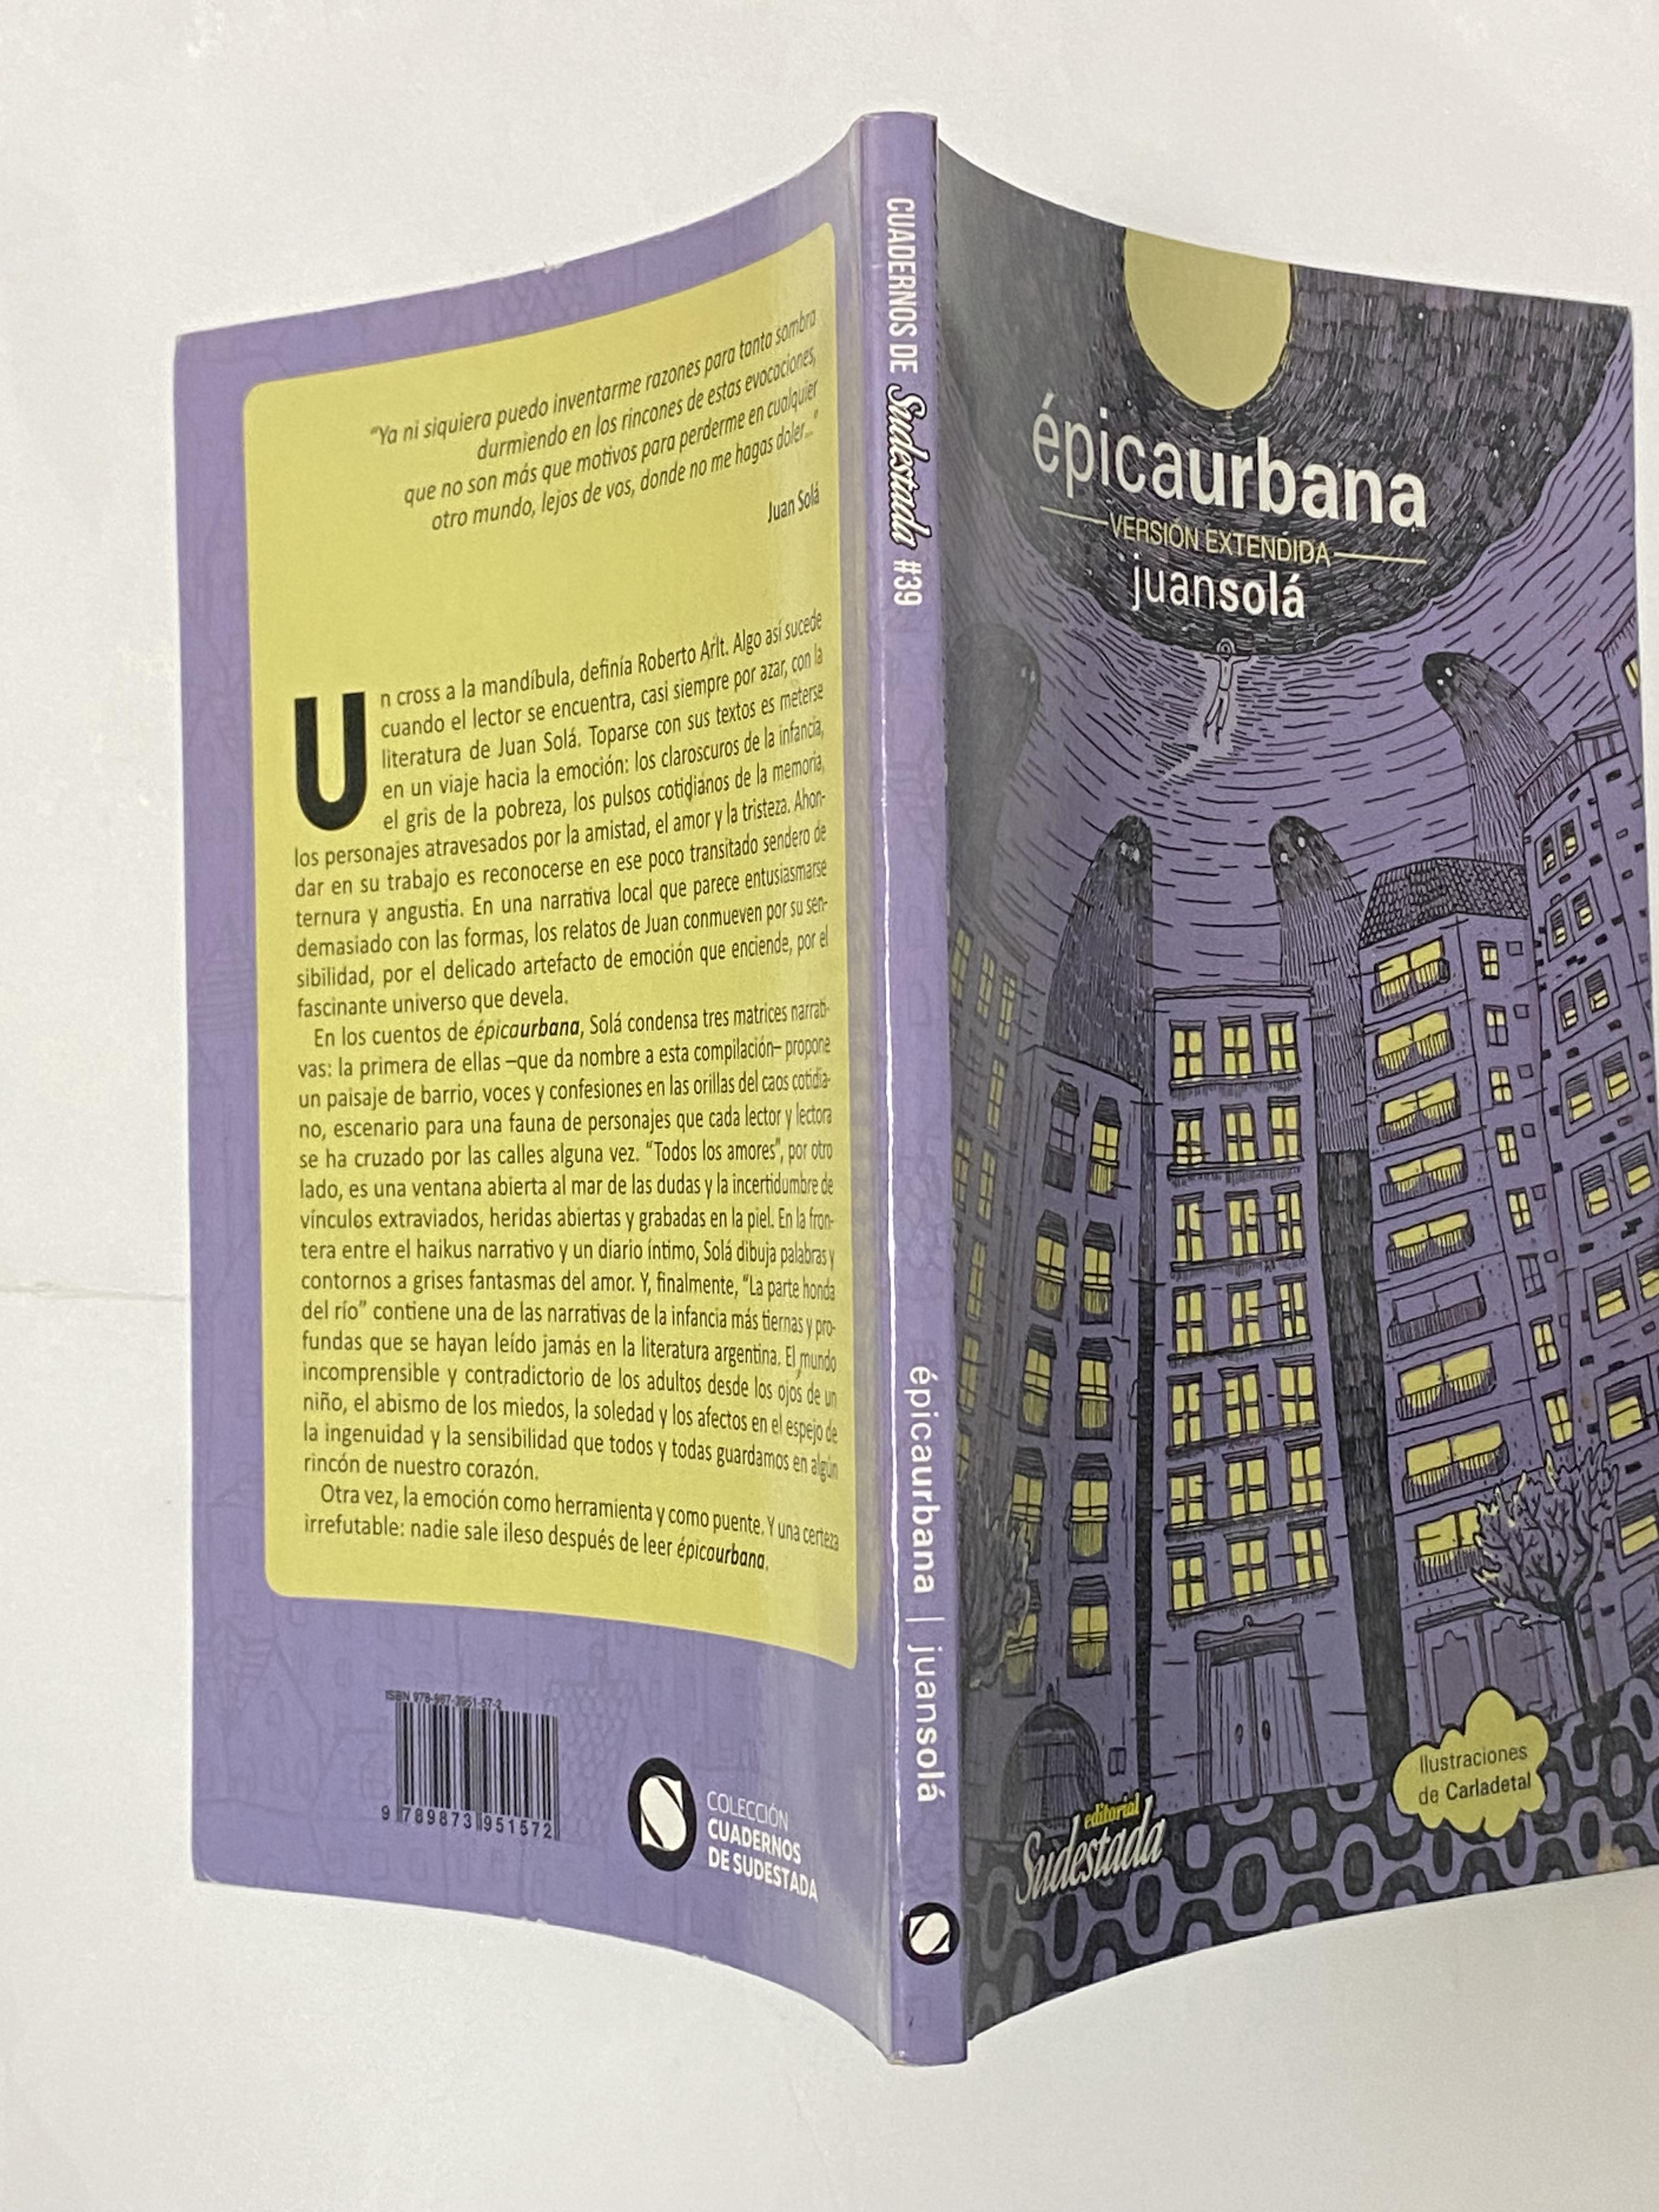 "Ya ni siquiera puedo inventarme razones para tanta sombra
durmiendo en los rincones de estas evocaciones,
que no son más que motivos para perderme en cualquier
otro mundo, lejos de vos, donde no me hagas doler..."
Juan Solá
Un cross a la mandíbula, definía Roberto Arlt. Algo así sucede
cuando el lector se encuentra, casi siempre por azar, con la
literatura de Juan Solá. Toparse con sus textos es meterse
en un viaje hacia la emoción: los claroscuros de la infancia,
el gris de la pobreza, los pulsos cotidianos de la memoria,
los personajes atravesados por la amistad, el amor y la tristeza. Ahon-
dar en su trabajo es reconocerse en ese poco transitado sendero de
ternura y angustia. En una narrativa local que parece entusiasmarse
demasiado con las formas, los relatos de Juan conmueven por su sen-
sibilidad, por el delicado artefacto de emoción que enciende, por el
fascinante universo que devela.
En los cuentos de épicaurbana, Solá condensa tres matrices narrati-
vas: la primera de ellas –que da nombre a esta compilación– propone
un paisaje de barrio, voces y confesiones en las orillas del caos cotidia-
no, escenario para una fauna de personajes que cada lector y lectora
se ha cruzado por las calles alguna vez. "Todos los amores", por otro
lado, es una ventana abierta al mar de las dudas y la incertidumbre de
vínculos extraviados, heridas abiertas y grabadas en la piel. En la fron-
tera entre el haikus narrativo y un diario íntimo, Solá dibuja palabras y
contornos a grises fantasmas del amor. Y, finalmente, "La parte honda
del río" contiene una de las narrativas de la infancia más tiernas y pro-
fundas que se hayan leído jamás en la literatura argentina. El mundo
incomprensible y contradictorio de los adultos desde los ojos de un
niño, el abismo de los miedos, la soledad y los afectos en el espejo de
la ingenuidad y la sensibilidad que todos y todas guardamos en algún
rincón de nuestro corazón.
Otra vez, la emoción como herramienta y como puente. Y una certeza
irrefutable: nadie sale ileso después de leer épicaurbana.
ISBN 978-987-3951-57-2
9 789873 951572
COLECCIÓN
CUADERNOS
DE SUDESTADA
CUADERNOS DE Sudestada #39
épicaurbana | juansolá
épicaurbana
VERSIÓN EXTENDIDA
juansolá
Ilustraciones
de Carladetal
editorial
Sudestada